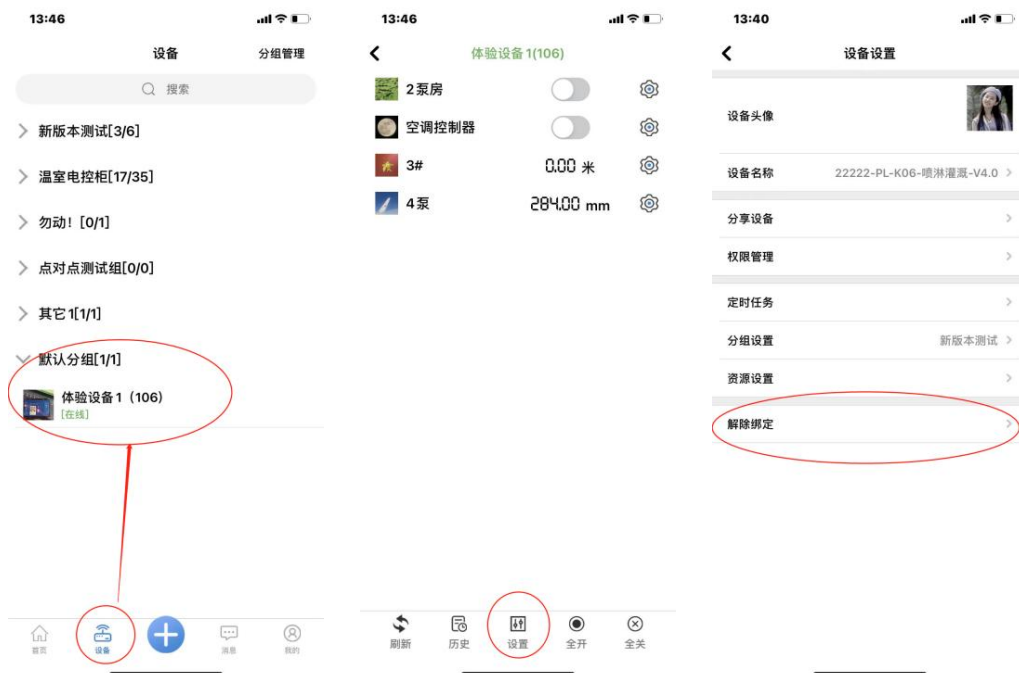 13:46
设备
分组管理
搜索
新版本测试[3/6]
温室电控柜[17/35]
勿动! [0/1]
点对点测试组[0/0]
其它1[1/1]
默认分组[1/1]
体验设备1（106）
[在线]
首页
设备
消息
我的
13:46
体验设备1(106)
2泵房
空调控制器
3#
0.00 米
4泵
284.00 mm
刷新
历史
设置
全开
全关
13:40
设备设置
设备头像
设备名称
22222-PL-K06-喷淋灌溉-V4.0
分享设备
权限管理
定时任务
分组设置
新版本测试
资源设置
解除绑定